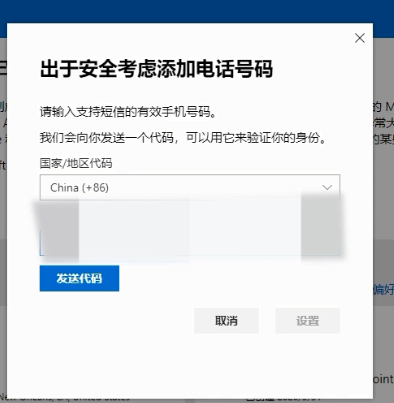 出于安全考虑添加电话号码
请输入支持短信的有效手机号码。
我们会向你发送一个代码，可以用它来验证你的身份。
国家/地区代码
China (+86)
发送代码
取消
设置
偏好